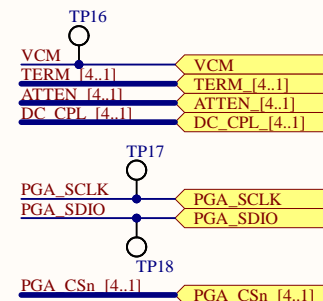 TP16
VCM VCM
TERM_[4..1] TERM_[4..1]
ATTEN_[4..1] ATTEN_[4..1]
DC_CPL_[4..1] DC_CPL_[4..1]
TP17
PGA_SCLK PGA_SCLK
PGA_SDIO PGA_SDIO
TP18
PGA_CSn_[4..1] PGA_CSn_[4..1]